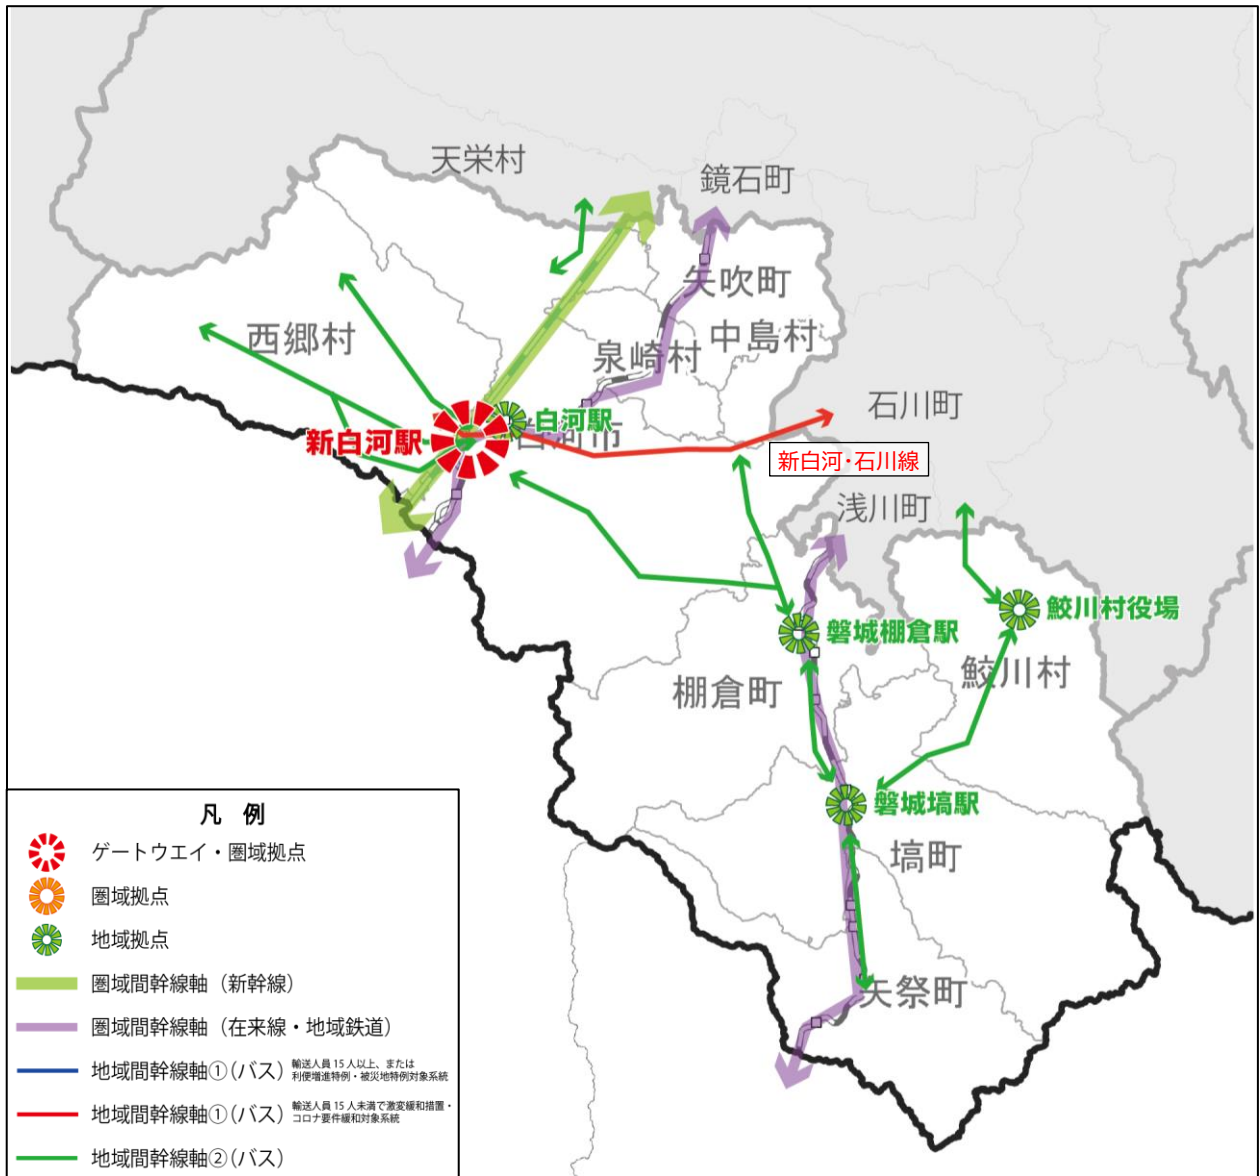 天栄村
鏡石町
矢吹町
中島村
泉崎村
西郷村
白河駅
新白河駅
白河市
石川町
新白河・石川線
浅川町
鮫川村役場
磐城棚倉駅
鮫川村
棚倉町
磐城塙駅
塙町
矢祭町
凡 例
ゲートウエイ・圏域拠点
圏域拠点
地域拠点
圏域間幹線軸（新幹線）
圏域間幹線軸（在来線・地域鉄道）
地域間幹線軸①(バス) 輸送人員 15 人以上、または
利便増進特例・被災地特例対象系統
地域間幹線軸①(バス) 輸送人員 15 人未満で激変緩和措置・
コロナ要件緩和対象系統
地域間幹線軸②(バス)